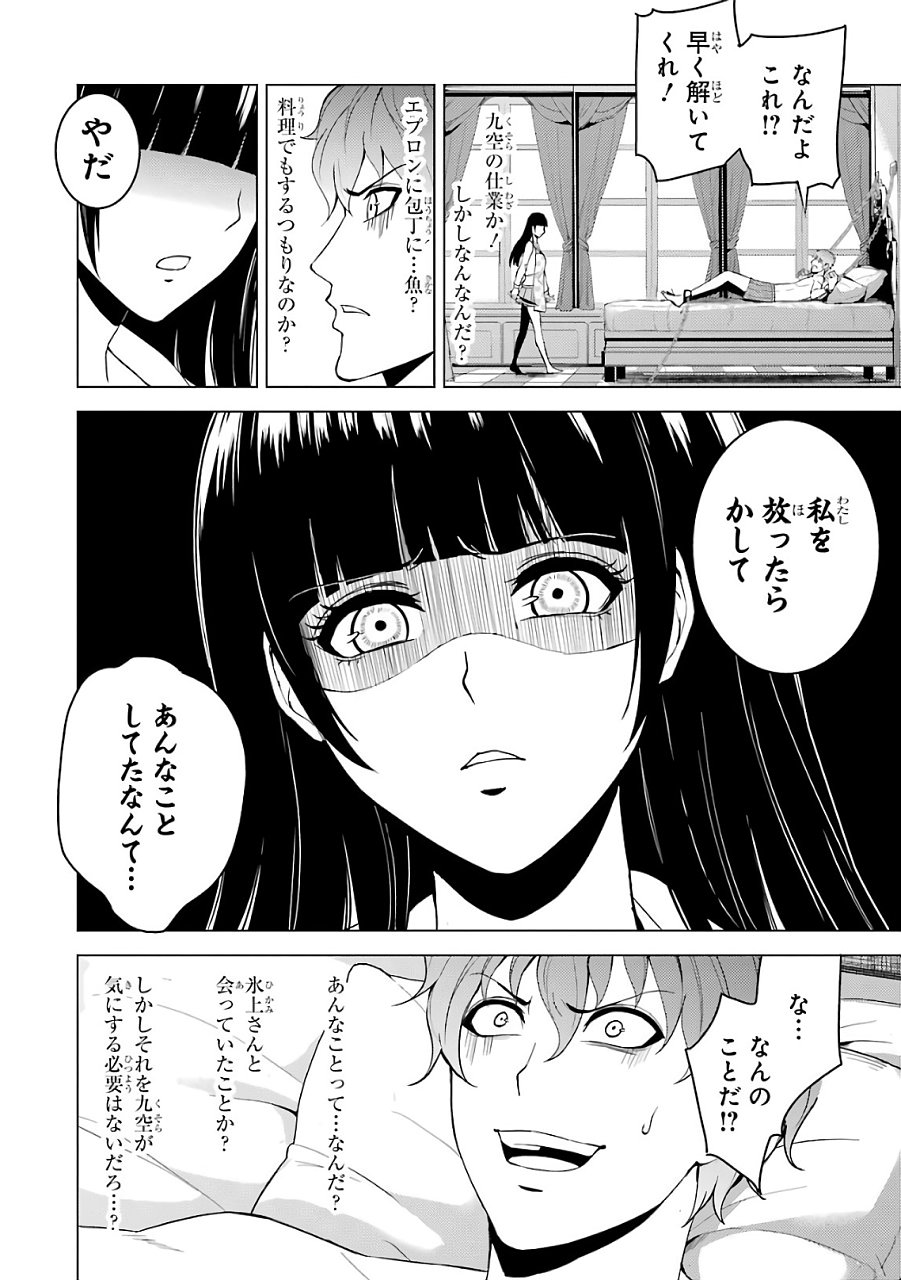 なんだよ
これ!?
早く解いて
くれ！
九空の仕業か！
しかしなんなんだ？
エプロンに包丁に…魚？
料理でもするつもりなのか？
やだ
私を
放ったら
かして
あんなこと
してたなんて…
な…
なんの
ことだ!?
あんなことって…なんだ？
氷上さんと
会っていたことか？
しかしそれを九空が
気にする必要はないだろ…？